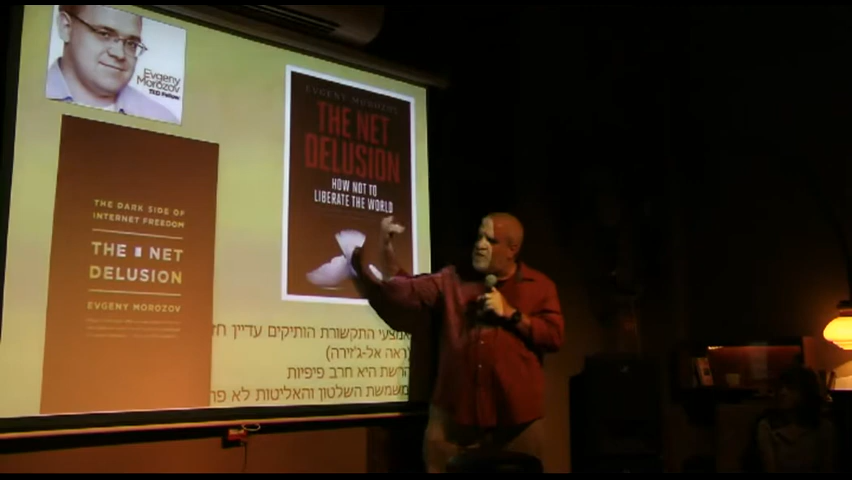 Evgeny
Morozov
TED Fellow
THE DARK SIDE OF
INTERNET FREEDOM
THE NET
DELUSION
EVGENY MOROZOV
EVGENY MOROZOV
THE NET
DELUSION
HOW NOT TO
LIBERATE THE WORLD
אמצעי התקשורת הותיקים עדיין
(ראה אל-ג'זירה)
הרשת היא חרב פיפיות
משמשת השלטון והאליטות לא